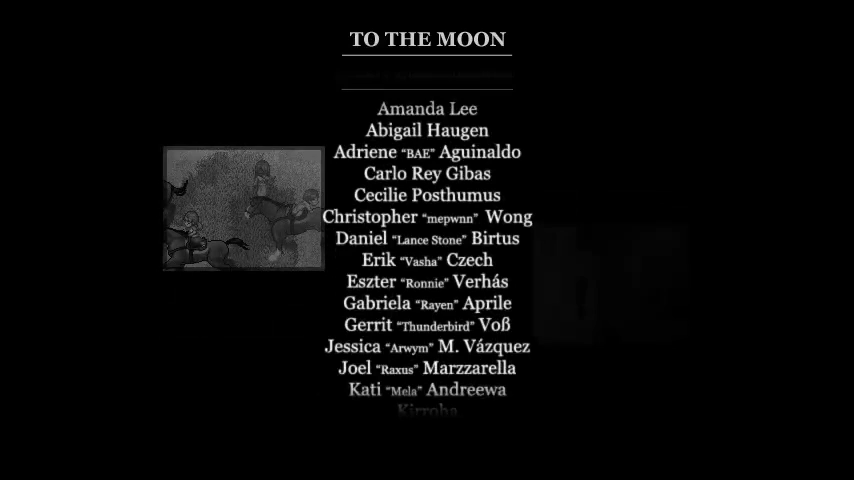 TO THE MOON
Amanda Lee
Abigail Haugen
Adriene “BAE” Aguinaldo
Carlo Rey Gibas
Cecilie Posthumus
Christopher “mepwnn” Wong
Daniel “Lance Stone” Birtus
Erik “Vasha” Czech
Eszter “Ronnie” Verhás
Gabriela “Rayen” Aprile
Gerrit “Thunderbird” Voß
Jessica “Arwym” M. Vázquez
Joel “Raxus” Marzzarella
Kati “Mela” Andreewa
Kirroha